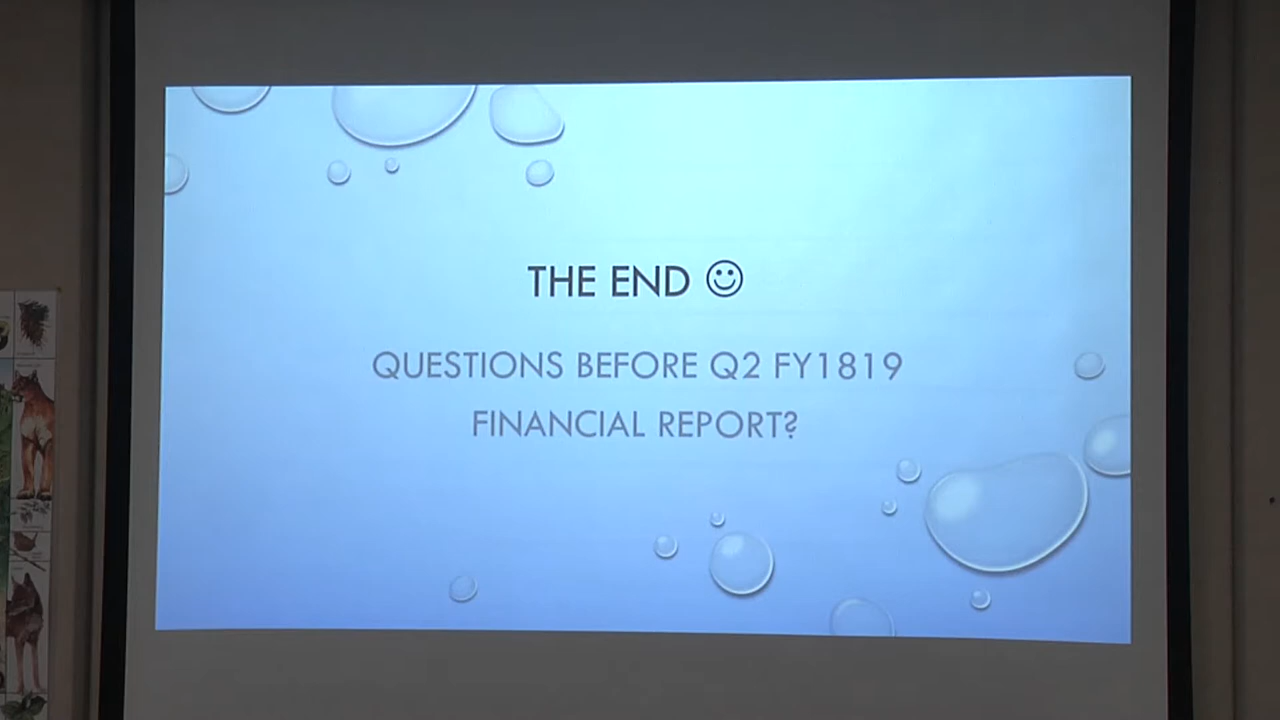 THE END ☺
QUESTIONS BEFORE Q2 FY1819
FINANCIAL REPORT?